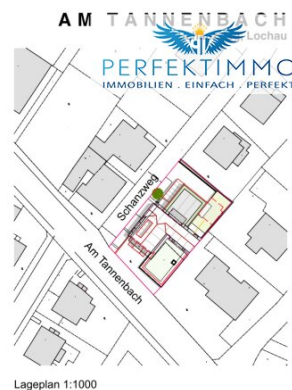 AM TANNENBACH
Lochau
PERFEKTIMMO
IMMOBILIEN . EINFACH . PERFEKT
Schanzweg
Am Tannenbach
Lageplan 1:1000